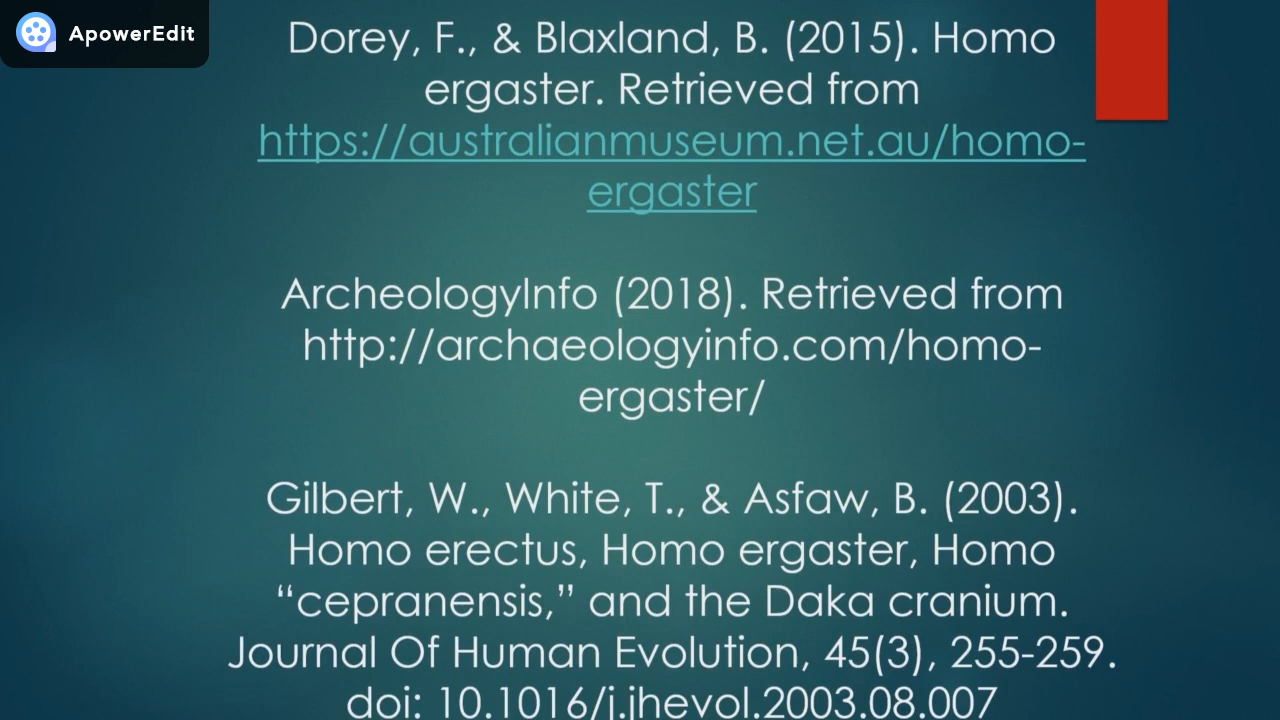 ApowerEdit
Dorey, F., & Blaxland, B. (2015). Homo
ergaster. Retrieved from
https://australianmuseum.net.au/homo-
ergaster
ArcheologyInfo (2018). Retrieved from
http://archaeologyinfo.com/homo-
ergaster/
Gilbert, W., White, T., & Asfaw, B. (2003).
Homo erectus, Homo ergaster, Homo
“cepranensis,” and the Daka cranium.
Journal Of Human Evolution, 45(3), 255-259.
doi: 10.1016/j.jhevol.2003.08.007